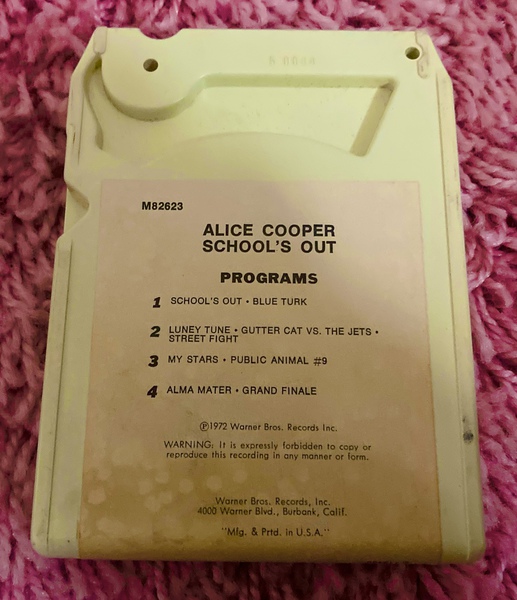 M82623
ALICE COOPER
SCHOOL'S OUT
PROGRAMS
1 SCHOOL'S OUT • BLUE TURK
2 LUNEY TUNE • GUTTER CAT VS. THE JETS •
STREET FIGHT
3 MY STARS • PUBLIC ANIMAL #9
4 ALMA MATER • GRAND FINALE
Ⓟ1972 Warner Bros. Records Inc.
WARNING: It is expressly forbidden to copy or
reproduce this recording in any manner or form.
Warner Bros. Records, Inc.
4000 Warner Blvd., Burbank, Calif.
"Mfg. & Prtd. in U.S.A."